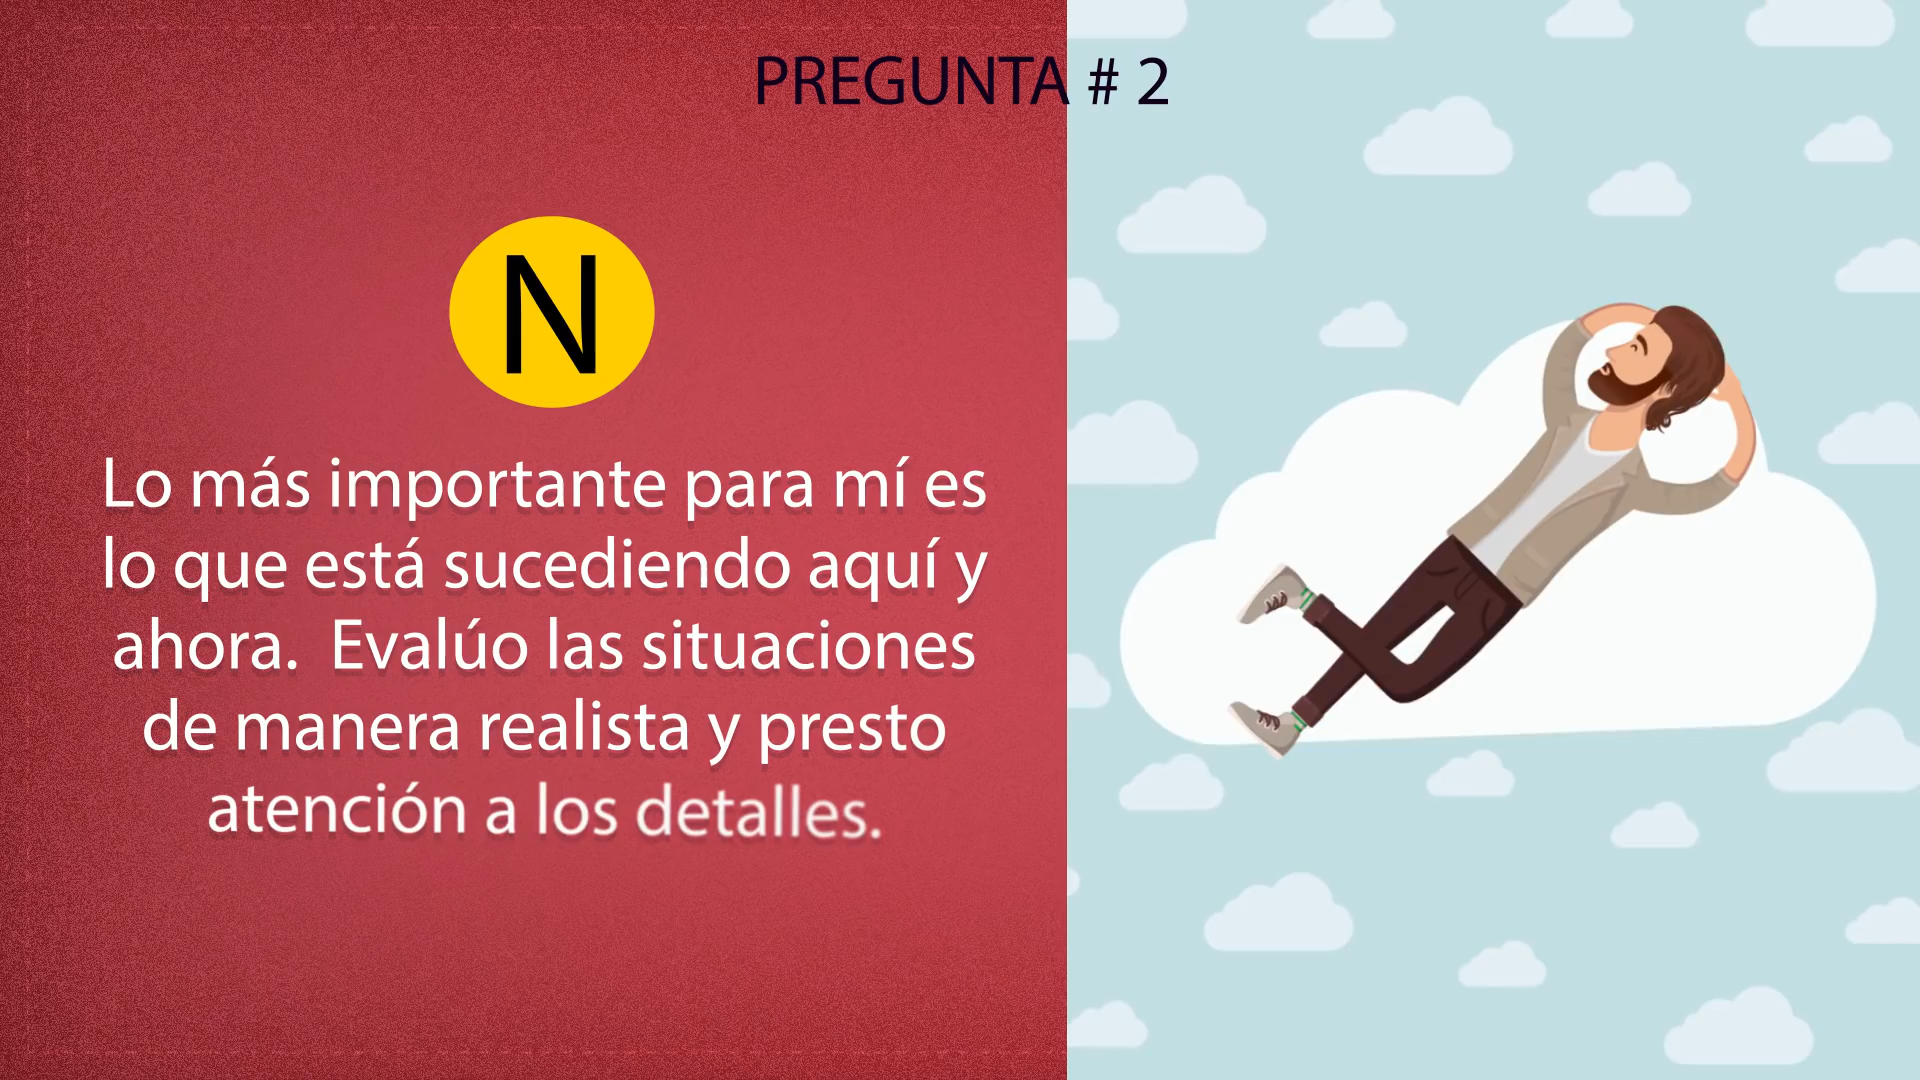 PREGUNTA # 2
N
Lo más importante para mí es
lo que está sucediendo aquí y
ahora.  Evalúo las situaciones
de manera realista y presto
atención a los detalles.